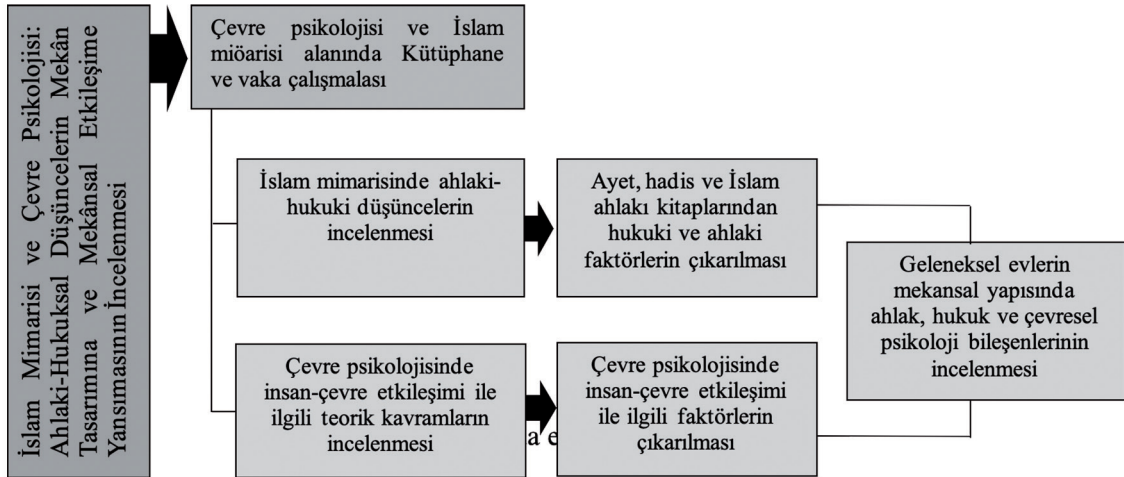 İslam Mimarisi ve Çevre Psikolojisi:
Ahlaki-Hukuksal Düşüncelerin Mekân
Tasarımına ve Mekânsal Etkileşime
Yansımasının İncelenmesi
Çevre psikolojisi ve İslam
miöarisi alanında Kütüphane
ve vaka çalışmalası
İslam mimarisinde ahlaki-
hukuki düşüncelerin
incelenmesi
Ayet, hadis ve İslam
ahlakı kitaplarından
hukuki ve ahlaki
faktörlerin çıkarılması
Çevre psikolojisinde
insan-çevre etkileşimi ile
ilgili teorik kavramların
incelenmesi
Çevre psikolojisinde
insan-çevre etkileşimi
ile ilgili faktörlerin
çıkarılması
Geleneksel evlerin
mekansal yapısında
ahlak, hukuk ve çevresel
psikoloji bileşenlerinin
incelenmesi